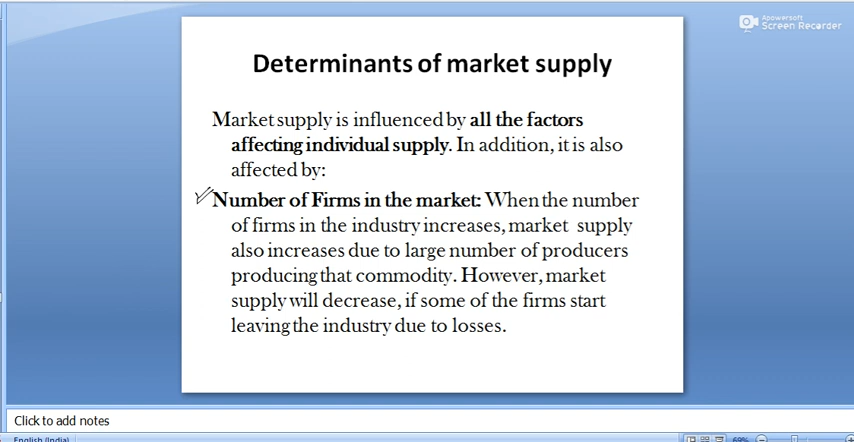 Apowersoft
Screen Recorder
Determinants of market supply
Market supply is influenced by all the factors
affecting individual supply. In addition, it is also
affected by:
Number of Firms in the market: When the number
of firms in the industry increases, market supply
also increases due to large number of producers
producing that commodity. However, market
supply will decrease, if some of the firms start
leaving the industry due to losses.
Click to add notes
English (India)
69%